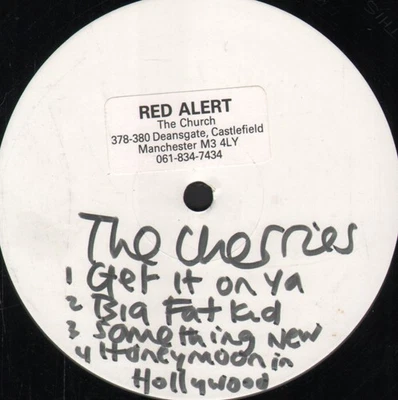 RED ALERT
The Church
378-380 Deansgate, Castlefield
Manchester M3 4LY
061-834-7434
The Cherries
1 Get it on ya
2 Big Fat Kid
3 Something New
4 Honeymoon in
Hollywood